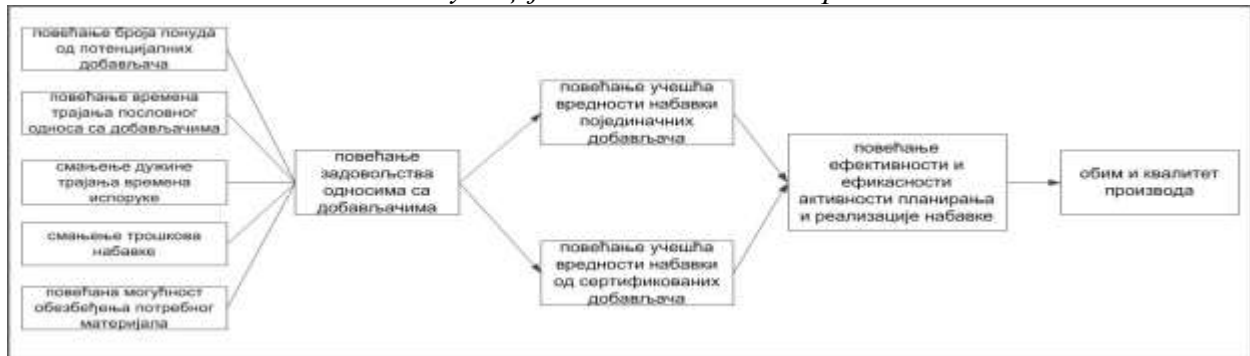 повећање броја понуда
од потенцијалних
добављача
повећање времена
трајања пословног
односа са добављачима
смањење дужине
трајања времена
испоруке
смањење трошкова
набавке
повећана могућност
обезбеђења потребног
материјала
повећање
задовољства
односима са
добављачима
повећање учешћа
вредности набавки
појединачних
добављача
повећање учешћа
вредности набавки
од сертификованих
добављача
повећање
ефективности и
ефикасности
активности планирања
и реализације набавке
обим и квалитет
производа